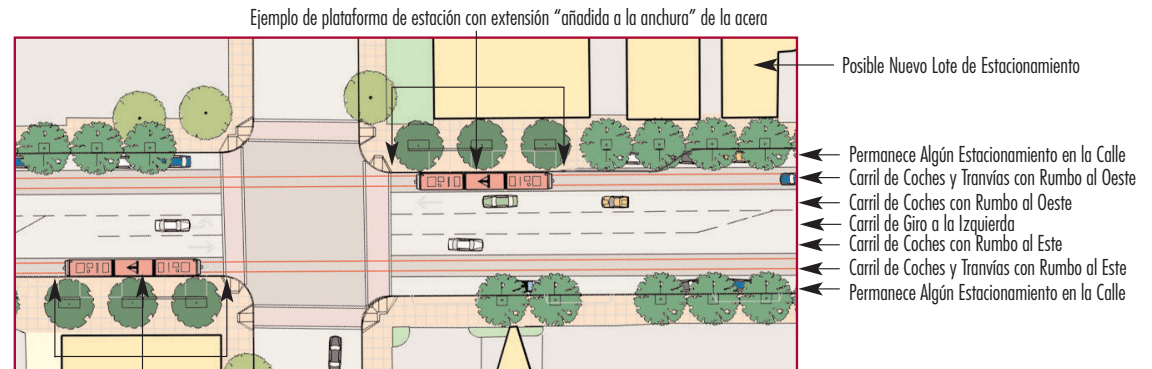 Ejemplo de plataforma de estación con extensión “añadida a la anchura” de la acera
Posible Nuevo Lote de Estacionamiento
Permanece Algún Estacionamiento en la Calle
Carril de Coches y Tranvías con Rumbo al Oeste
Carril de Coches con Rumbo al Oeste
Carril de Giro a la Izquierda
Carril de Coches con Rumbo al Este
Carril de Coches y Tranvías con Rumbo al Este
Permanece Algún Estacionamiento en la Calle